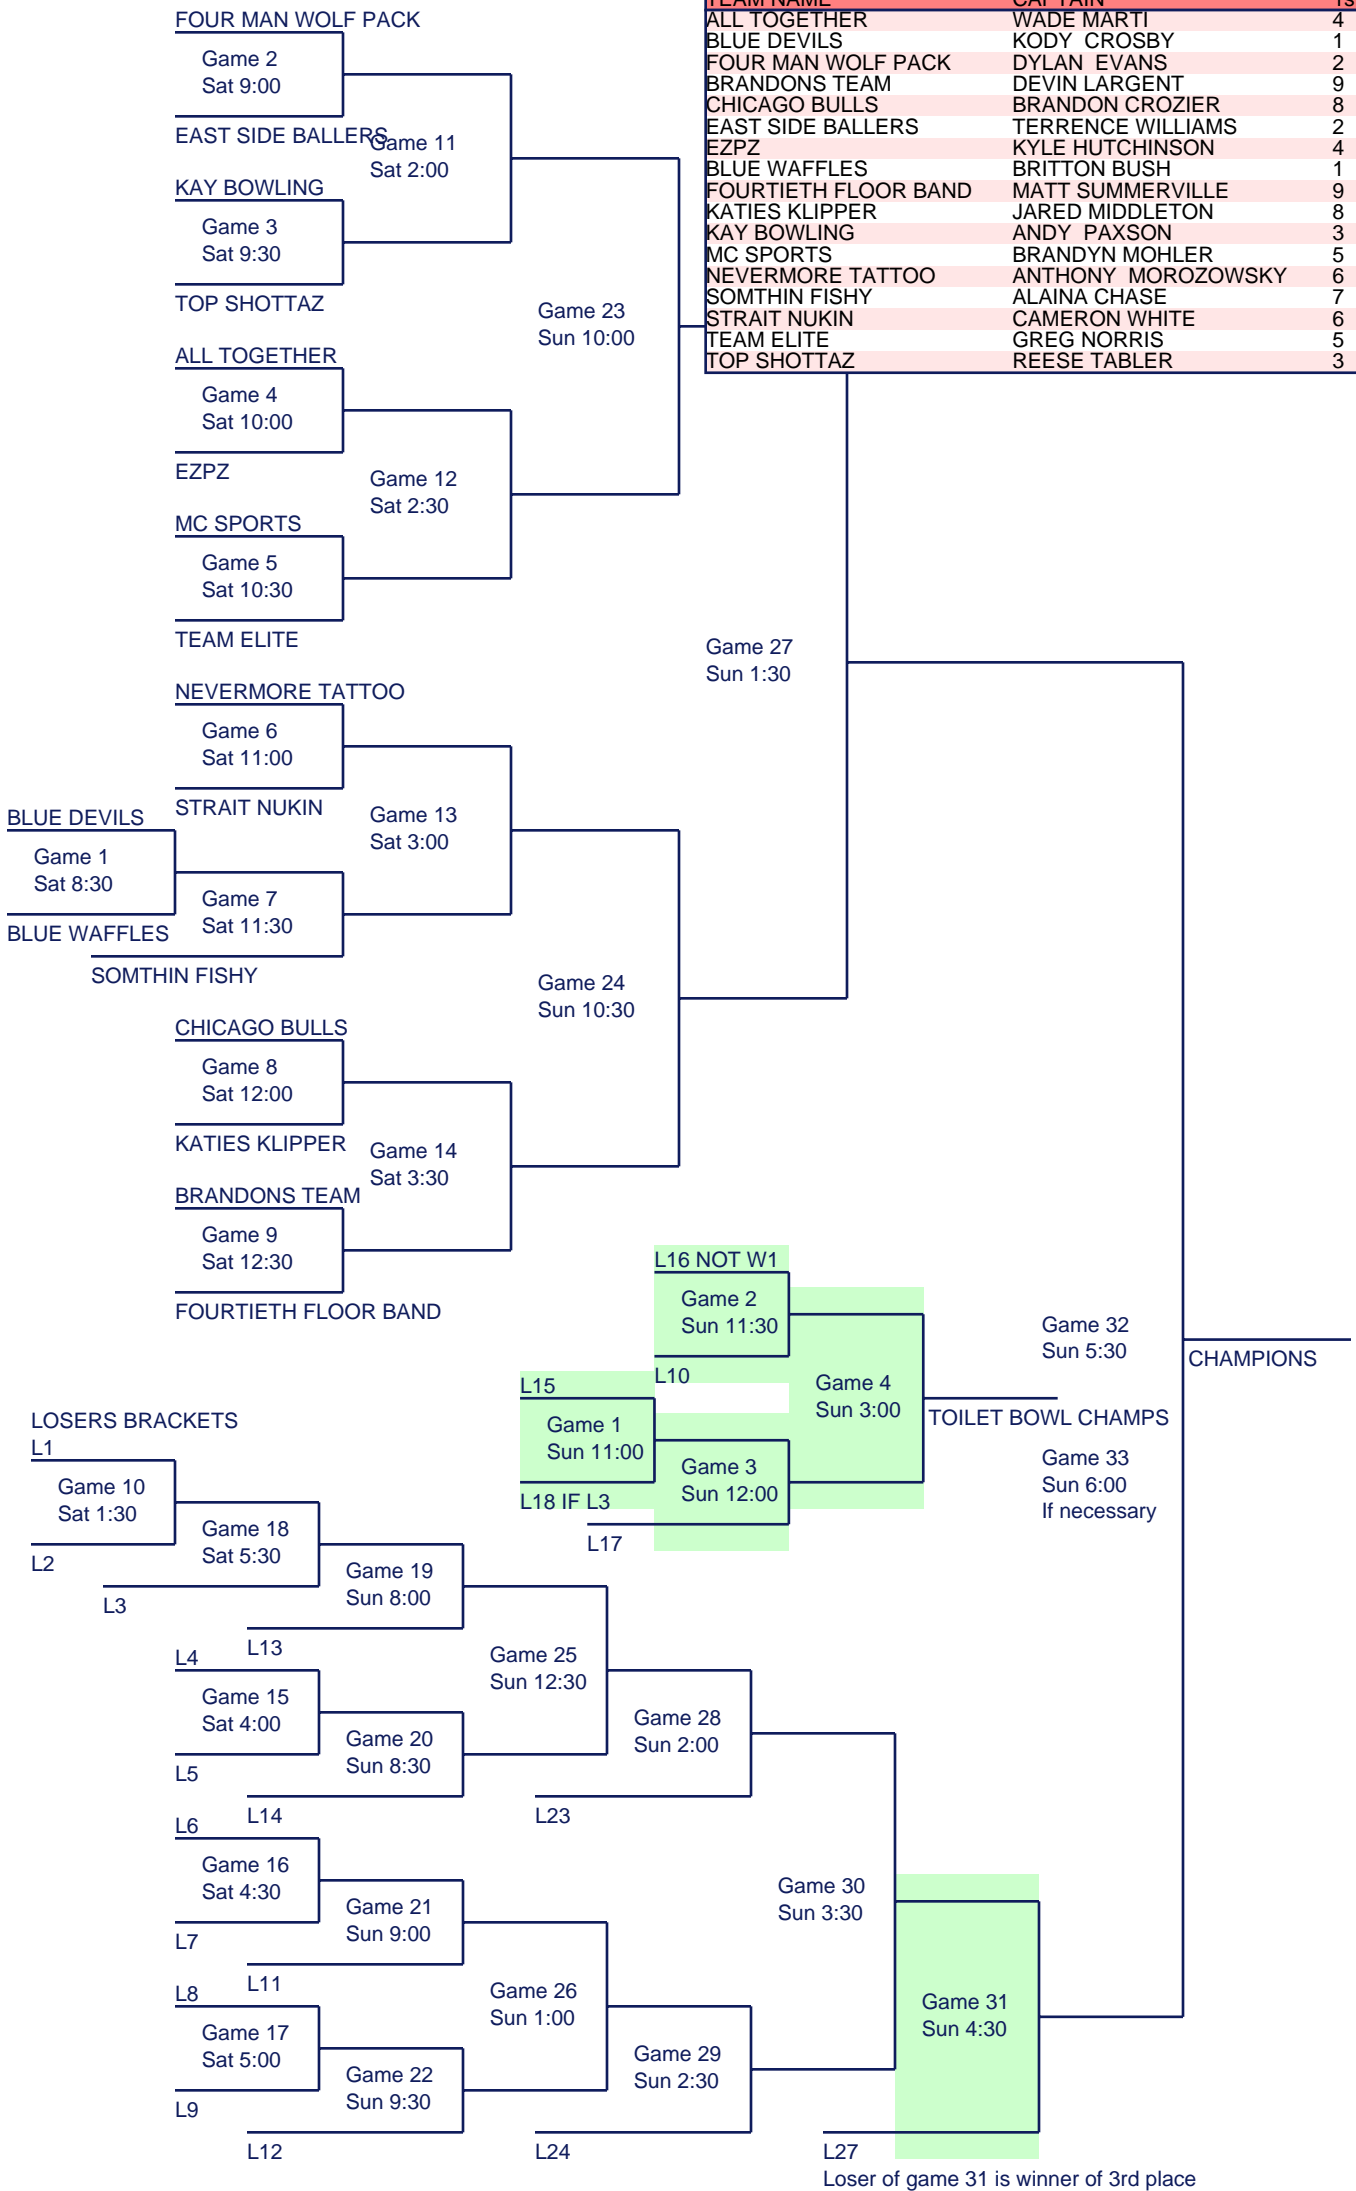 TEAM NAME CAPTAIN
ALL TOGETHER WADE MARTI 4
BLUE DEVILS KODY CROSBY 1
FOUR MAN WOLF PACK DYLAN EVANS 2
BRANDONS TEAM DEVIN LARGENT 9
CHICAGO BULLS BRANDON CROZIER 8
EAST SIDE BALLERS TERRENCE WILLIAMS 2
EZPZ KYLE HUTCHINSON 4
BLUE WAFFLES BRITTON BUSH 1
FOURTIETH FLOOR BAND MATT SUMMERVILLE 9
KATIES KLIPPER JARED MIDDLETON 8
KAY BOWLING ANDY PAXSON 3
MC SPORTS BRANDYN MOHLER 5
NEVERMORE TATTOO ANTHONY MOROZOWSKY 6
SOMTHIN FISHY ALAINA CHASE 7
STRAIT NUKIN CAMERON WHITE 6
TEAM ELITE GREG NORRIS 5
TOP SHOTTAZ REESE TABLER 3
FOUR MAN WOLF PACK
Game 2
Sat 9:00
EAST SIDE BALLERS
Game 11
Sat 2:00
KAY BOWLING
Game 3
Sat 9:30
TOP SHOTTAZ
Game 23
Sun 10:00
ALL TOGETHER
Game 4
Sat 10:00
EZPZ
Game 12
Sat 2:30
MC SPORTS
Game 5
Sat 10:30
TEAM ELITE
Game 27
Sun 1:30
NEVERMORE TATTOO
Game 6
Sat 11:00
STRAIT NUKIN
Game 13
Sat 3:00
BLUE DEVILS
Game 1
Sat 8:30
BLUE WAFFLES
Game 7
Sat 11:30
SOMTHIN FISHY
Game 24
Sun 10:30
CHICAGO BULLS
Game 8
Sat 12:00
KATIES KLIPPER
Game 14
Sat 3:30
BRANDONS TEAM
Game 9
Sat 12:30
FOURTIETH FLOOR BAND
L16 NOT W1
Game 2
Sun 11:30
L10
L15
Game 1
Sun 11:00
L18 IF L3
Game 3
Sun 12:00
L17
Game 4
Sun 3:00
TOILET BOWL CHAMPS
Game 32
Sun 5:30
CHAMPIONS
Game 33
Sun 6:00
If necessary
LOSERS BRACKETS
L1
Game 10
Sat 1:30
L2
Game 18
Sat 5:30
L3
Game 19
Sun 8:00
L13
L4
Game 15
Sat 4:00
L5
Game 20
Sun 8:30
L14
Game 25
Sun 12:30
Game 28
Sun 2:00
L23
L6
Game 16
Sat 4:30
L7
Game 21
Sun 9:00
L11
L8
Game 17
Sat 5:00
L9
Game 22
Sun 9:30
L12
Game 26
Sun 1:00
Game 29
Sun 2:30
L24
Game 30
Sun 3:30
Game 31
Sun 4:30
L27
Loser of game 31 is winner of 3rd place